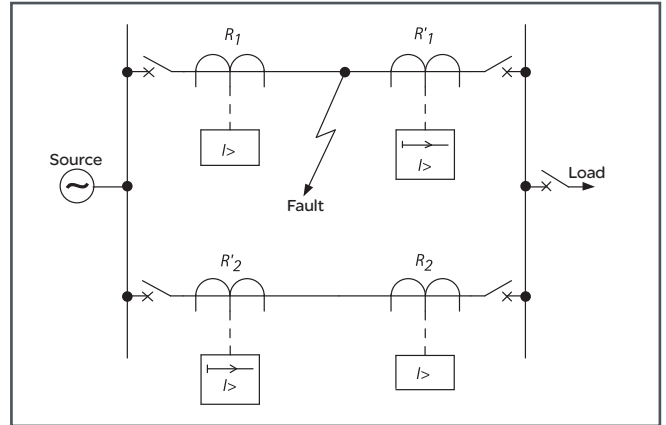 R1 R'1
I> I>
Source
Load
Fault
R'2 R2
I> I>